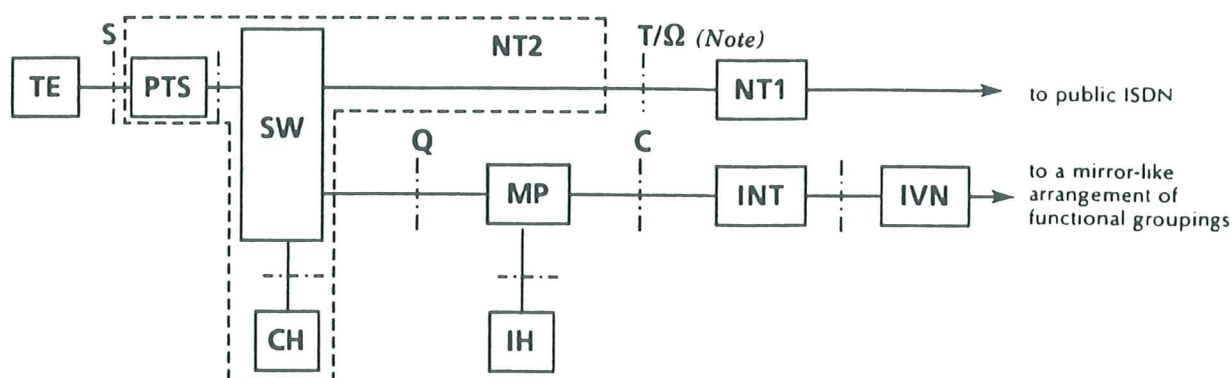 S
NT2
T/Ω (Note)
TE
PTS
SW
NT1
to public ISDN
Q
C
MP
INT
IVN
to a mirror-like
arrangement of
functional groupings
CH
IH